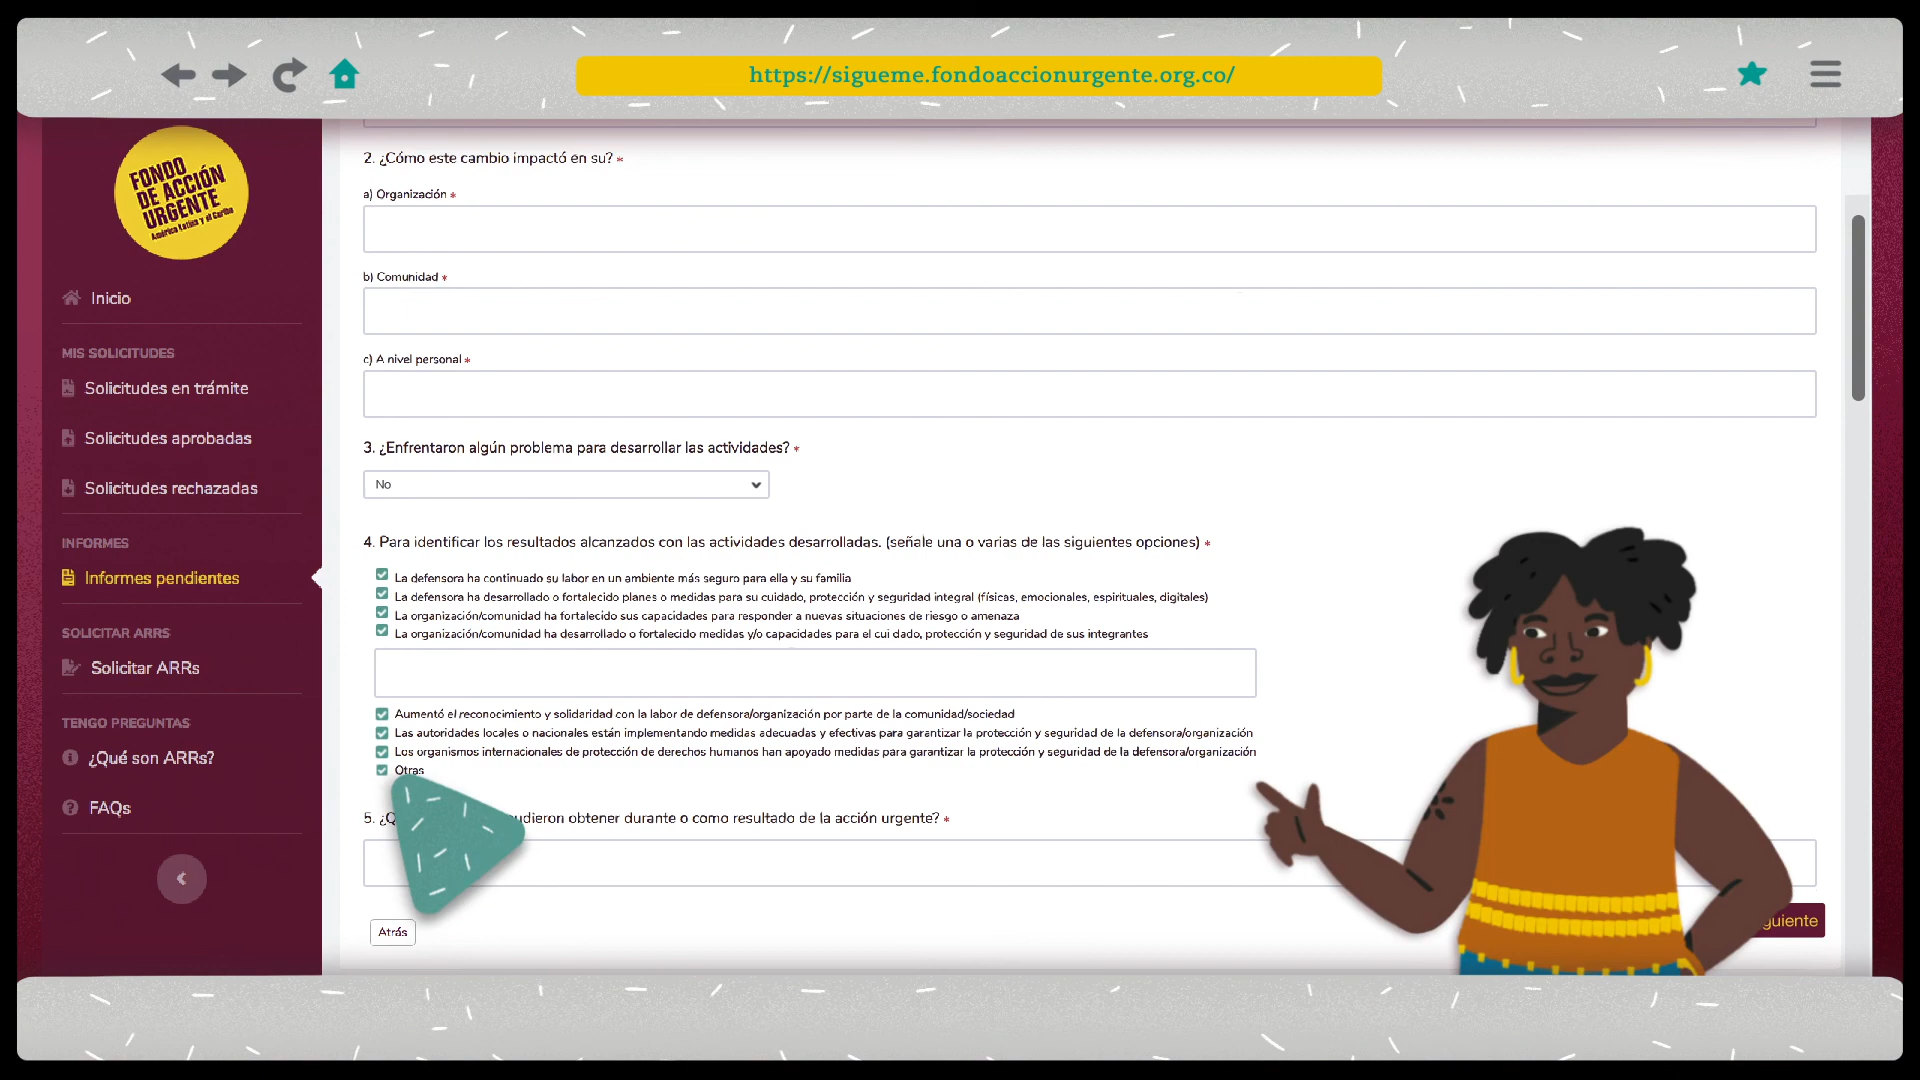 https://sigueme.fondoaccionurgente.org.co/
FONDO
DE ACCIÓN
URGENTE
América Latina y el Caribe
Inicio
MIS SOLICITUDES
Solicitudes en trámite
Solicitudes aprobadas
Solicitudes rechazadas
INFORMES
Informes pendientes
SOLICITAR ARRS
Solicitar ARRs
TENGO PREGUNTAS
¿Qué son ARRs?
FAQs
2. ¿Cómo este cambio impactó en su? *
a) Organización *
b) Comunidad *
c) A nivel personal *
3. ¿Enfrentaron algún problema para desarrollar las actividades? *
No
4. Para identificar los resultados alcanzados con las actividades desarrolladas. (señale una o varias de las siguientes opciones) *
La defensora ha continuado su labor en un ambiente más seguro para ella y su familia
La defensora ha desarrollado o fortalecido planes o medidas para su cuidado, protección y seguridad integral (físicas, emocionales, espirituales, digitales)
La organización/comunidad ha fortalecido sus capacidades para responder a nuevas situaciones de riesgo o amenaza
La organización/comunidad ha desarrollado o fortalecido medidas y/o capacidades para el cui dado, protección y seguridad de sus integrantes
Aumentó el reconocimiento y solidaridad con la labor de defensora/organización por parte de la comunidad/sociedad
Las autoridades locales o nacionales están implementando medidas adecuadas y efectivas para garantizar la protección y seguridad de la defensora/organización
Los organismos internacionales de protección de derechos humanos han apoyado medidas para garantizar la protección y seguridad de la defensora/organización
Otras
5. obtener durante o como resultado de la acción urgente? *
Atrás
guiente